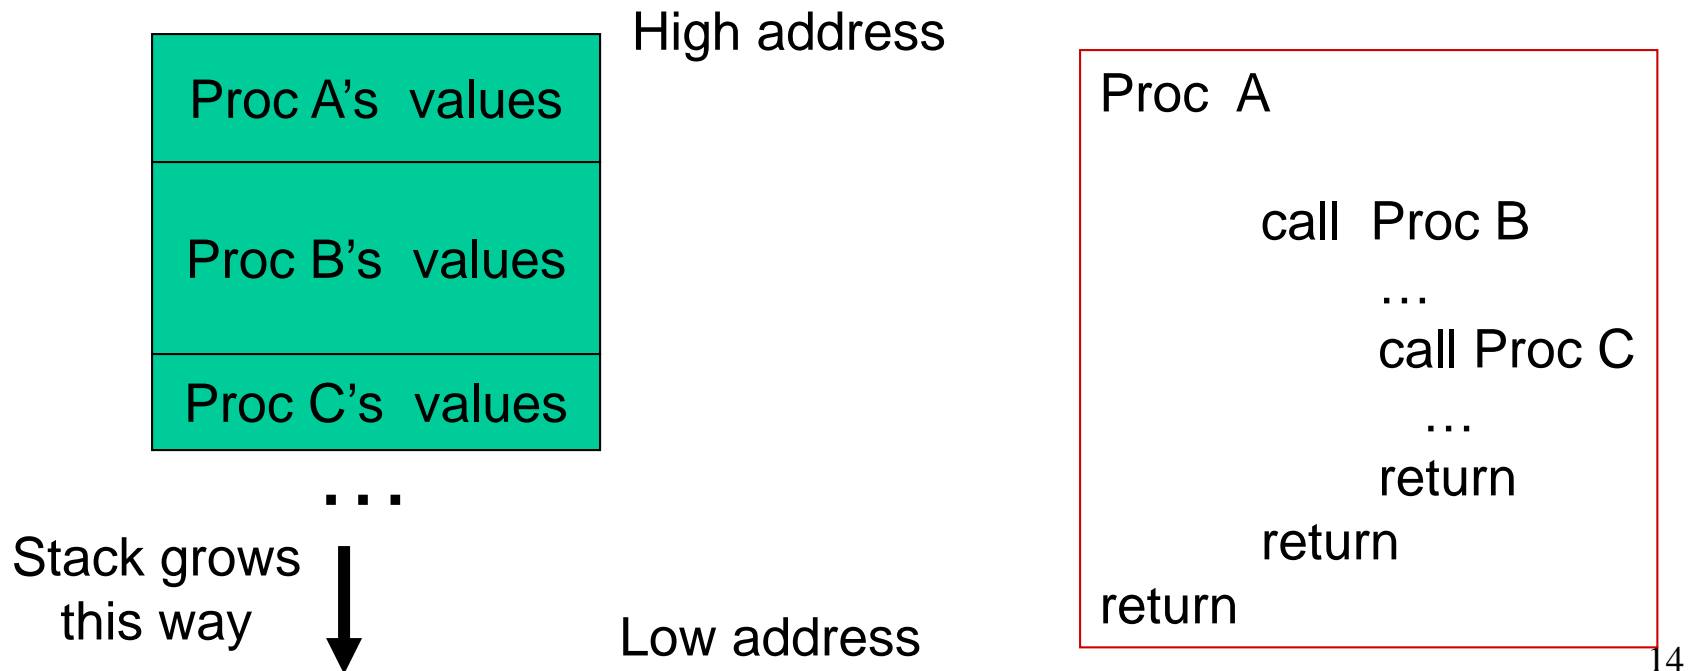 High address
Proc A’s values
Proc B’s values
Proc C’s values
...
Stack grows
this way
Low address
Proc A
call Proc B
…
call Proc C
…
return
return
return
14